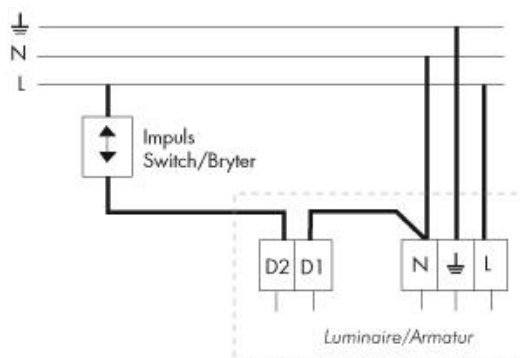 N
L
Impuls
Switch/Bryter
D2 D1 N L
Luminaire/Armatur